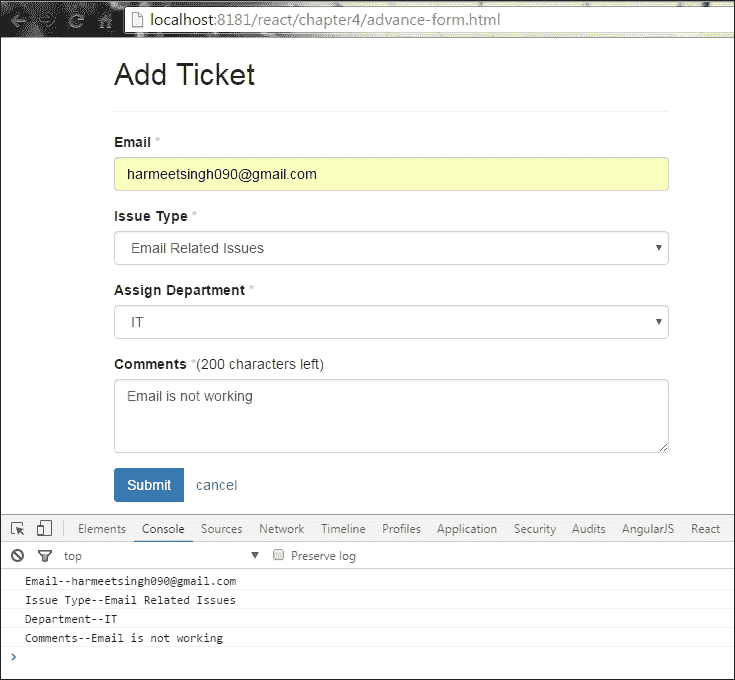 localhost:8181/react/chapter4/advance-form.html
Add Ticket
Email *
harmeetsingh090@gmail.com
Issue Type *
Email Related Issues
Assign Department *
IT
Comments *(200 characters left)
Email is not working
Submit cancel
Elements Console Sources Network Timeline Profiles Application Security Audits AngularJS React
top Preserve log
Email--harmeetsingh090@gmail.com
Issue Type--Email Related Issues
Department--IT
Comments--Email is not working
>